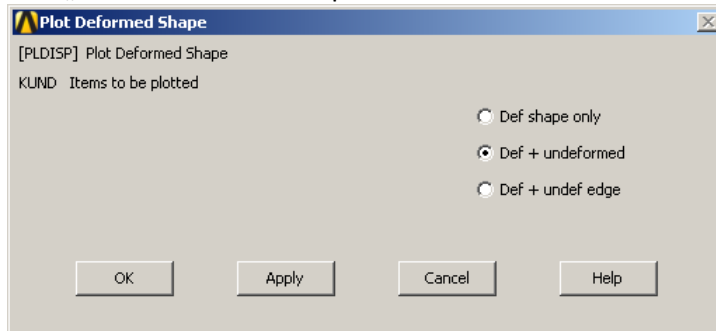 Plot Deformed Shape
[PLDISP] Plot Deformed Shape
KUND Items to be plotted
Def shape only
Def + undeformed
Def + undef edge
OK Apply Cancel Help